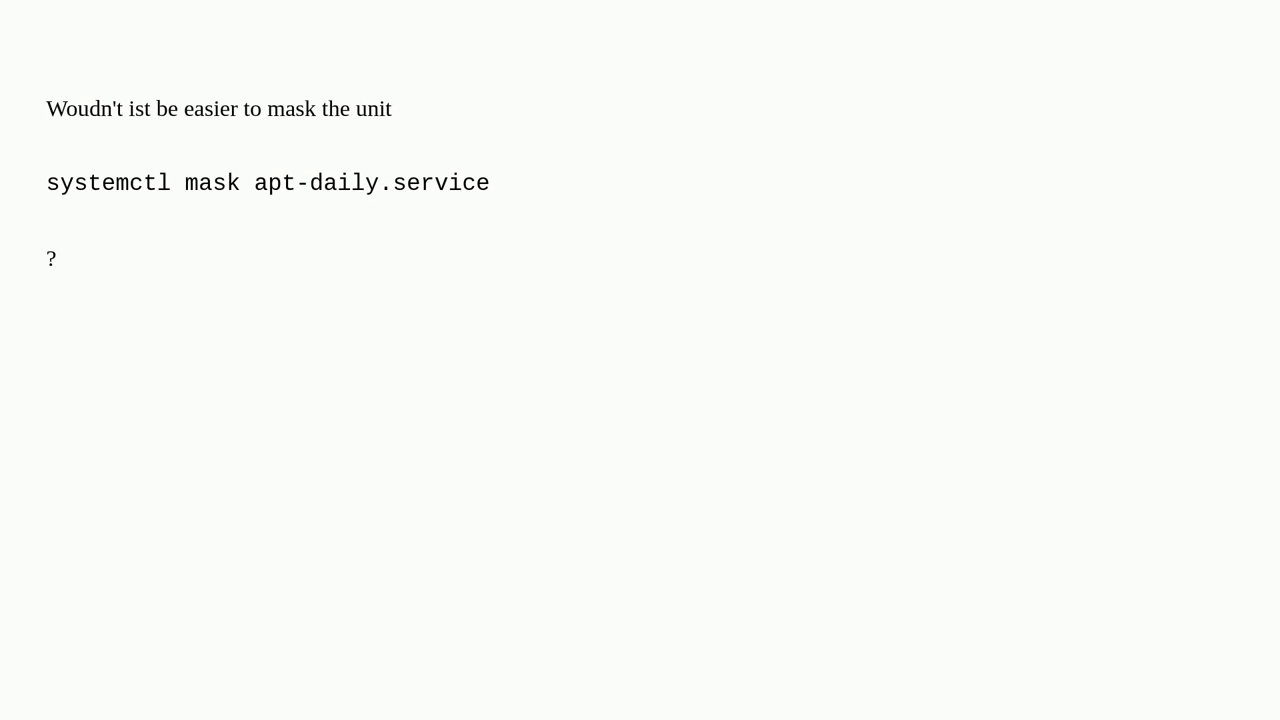 Woudn't ist be easier to mask the unit
systemctl mask apt-daily.service
?